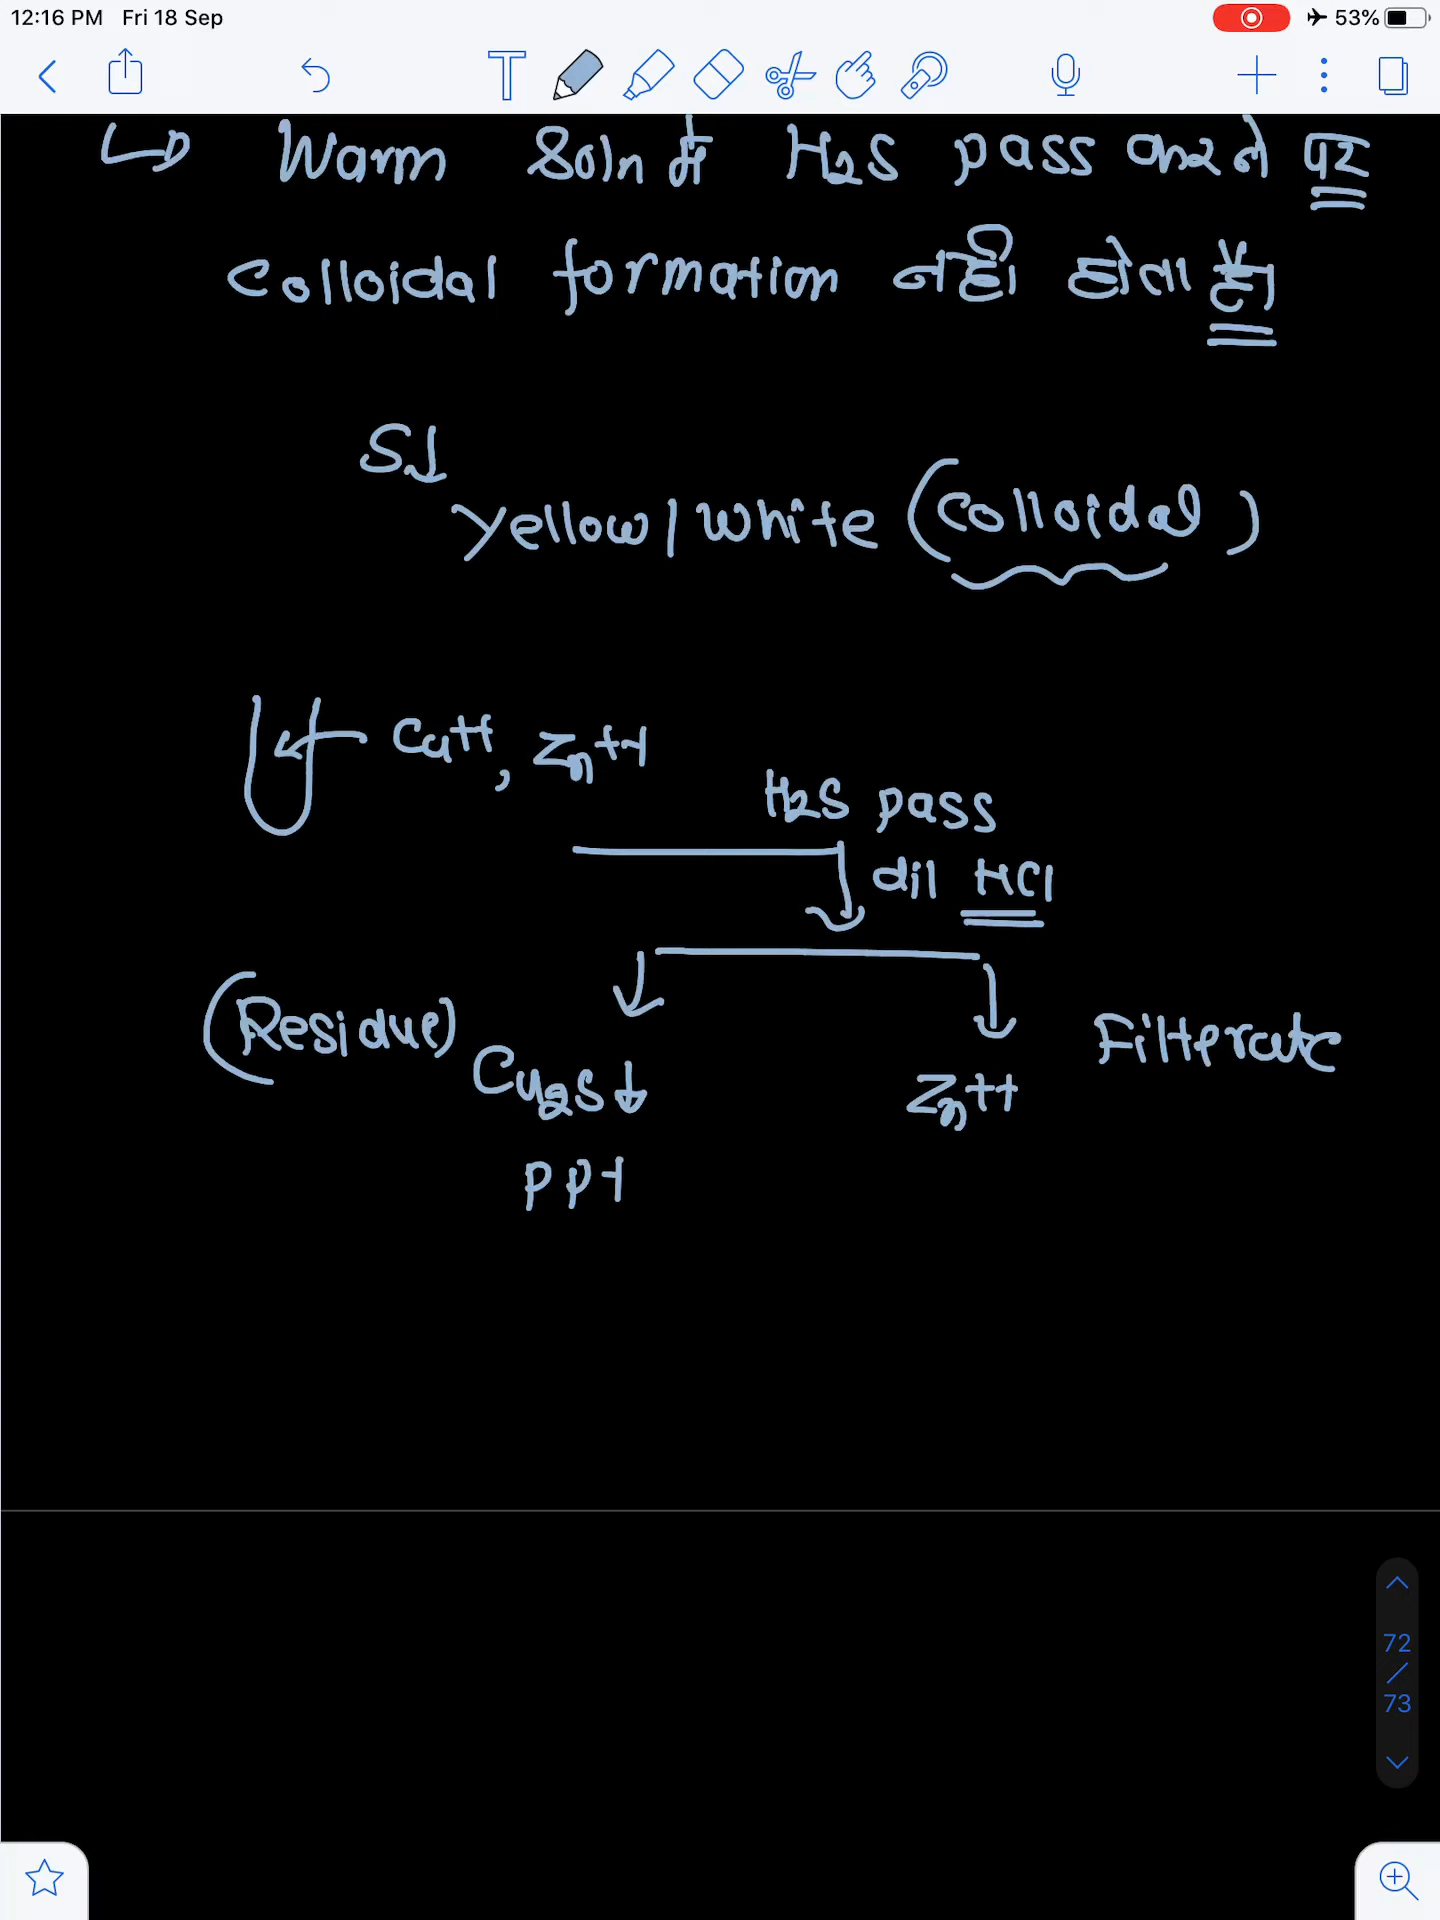 12:16 PM Fri 18 Sep 53%
T
Warm Soln में H2S pass करने पर
Colloidal formation नहीं होता है।
S↓
Yellow/White (Colloidal)
Cu++, Zn++
H2S pass
dil HCl
(Residue) Filterate
Cu2S↓ Zn++
ppt
72
/
73